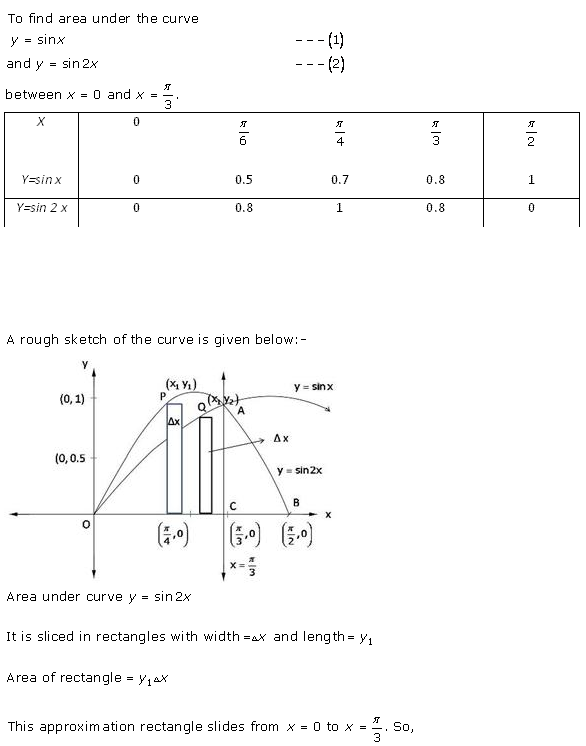 To find area under the curve
y = sinx ---(1)
and y = sin2x ---(2)
between x = 0 and x = π/3.
X 0 π/6 π/4 π/3 π/2
Y=sin x 0 0.5 0.7 0.8 1
Y=sin 2 x 0 0.8 1 0.8 0
A rough sketch of the curve is given below:-
y
(x₁ y₁)
y = sinx
(0, 1) P Q (x₁ y₂) A
Δx
Δx
(0, 0.5
y = sin2x
C B
O x
(π/4, 0) (π/3, 0) (π/2, 0)
x = π/3
Area under curve y = sin2x
It is sliced in rectangles with width =Δx and length= y₁
Area of rectangle = y₁Δx
This approximation rectangle slides from x = 0 to x = π/3. So,